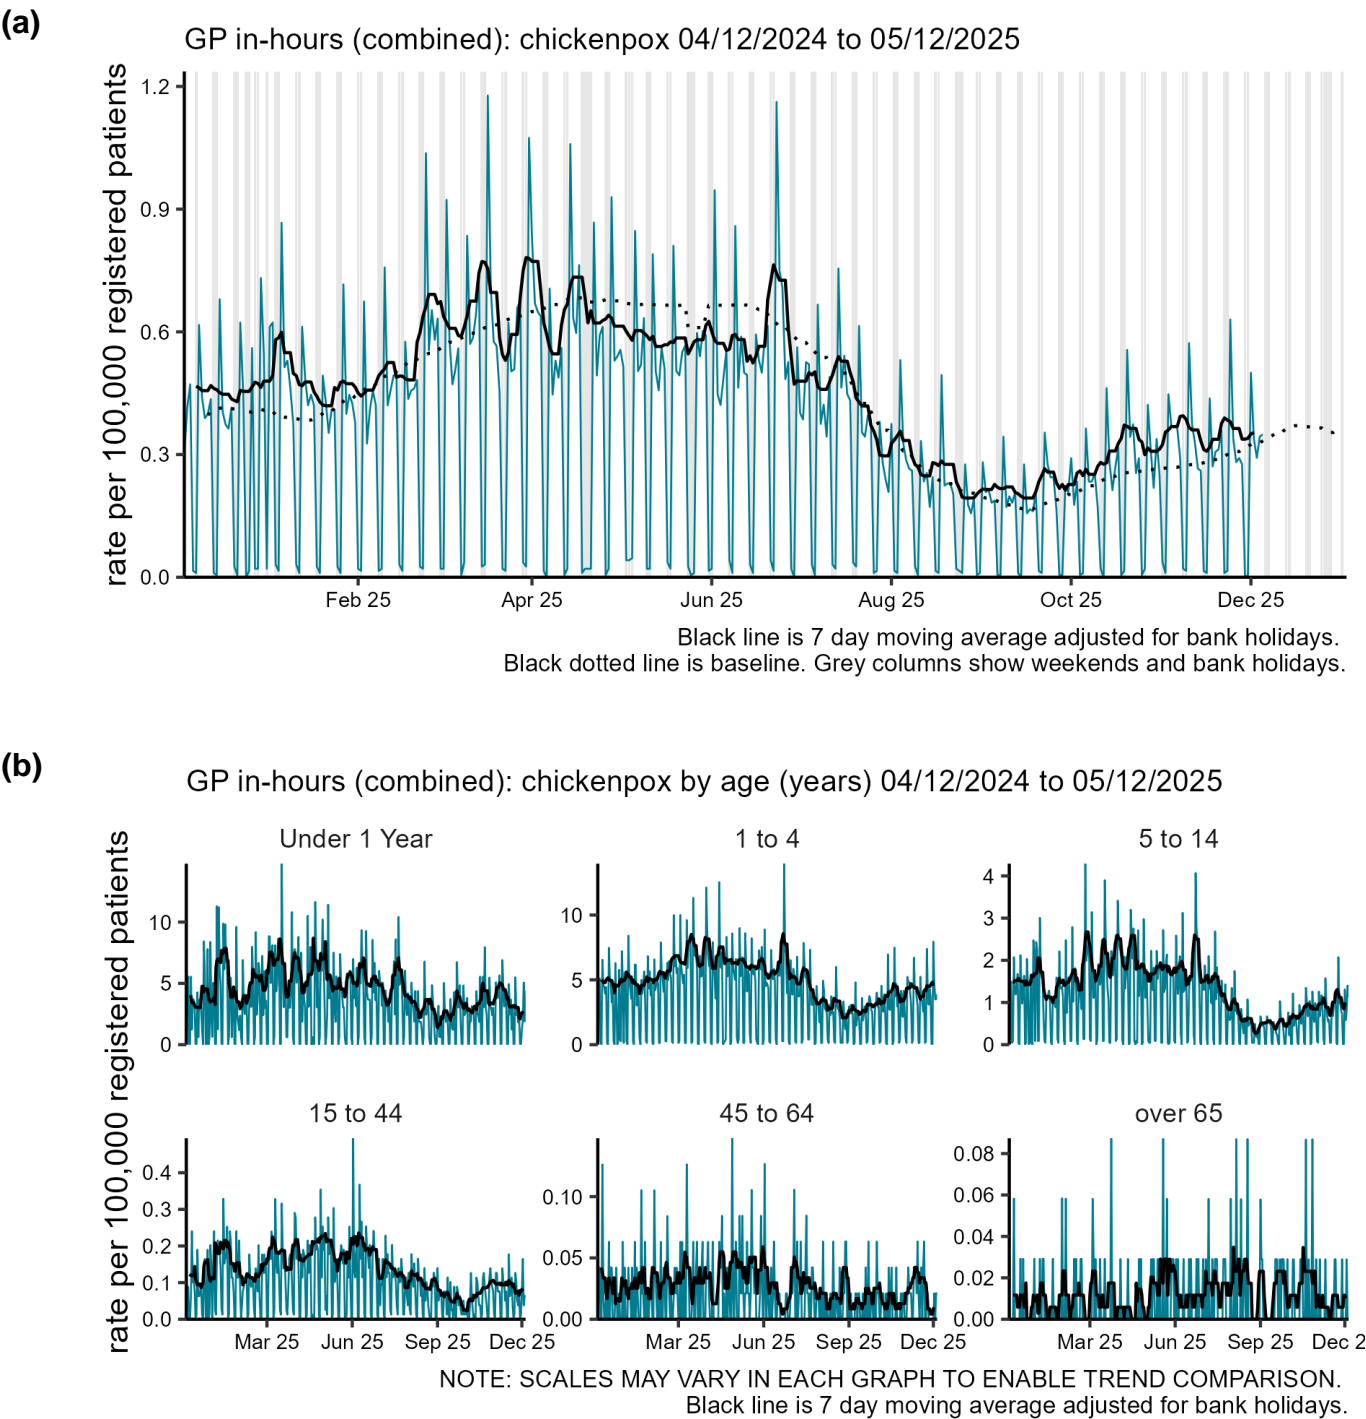 (a)
GP in-hours (combined): chickenpox 04/12/2024 to 05/12/2025
rate per 100,000 registered patients
1.2
0.9
0.6
0.3
0.0
Feb 25 Apr 25 Jun 25 Aug 25 Oct 25 Dec 25
Black line is 7 day moving average adjusted for bank holidays.
Black dotted line is baseline. Grey columns show weekends and bank holidays.
(b)
GP in-hours (combined): chickenpox by age (years) 04/12/2024 to 05/12/2025
rate per 100,000 registered patients
Under 1 Year
10
5
0
1 to 4
10
5
0
5 to 14
4
3
2
1
0
15 to 44
0.4
0.3
0.2
0.1
0.0
Mar 25 Jun 25 Sep 25 Dec 25
45 to 64
0.10
0.05
0.00
Mar 25 Jun 25 Sep 25 Dec 25
over 65
0.08
0.06
0.04
0.02
0.00
Mar 25 Jun 25 Sep 25 Dec 2
NOTE: SCALES MAY VARY IN EACH GRAPH TO ENABLE TREND COMPARISON.
Black line is 7 day moving average adjusted for bank holidays.